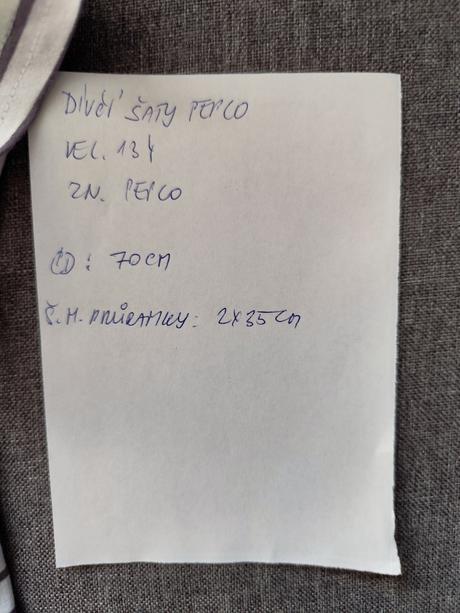 DÍVČÍ ŠATY PEPCO
VEL. 134
ZN. PEPCO
CD: 70CM
Š. M. PRŮRAMKY: 2X35CM